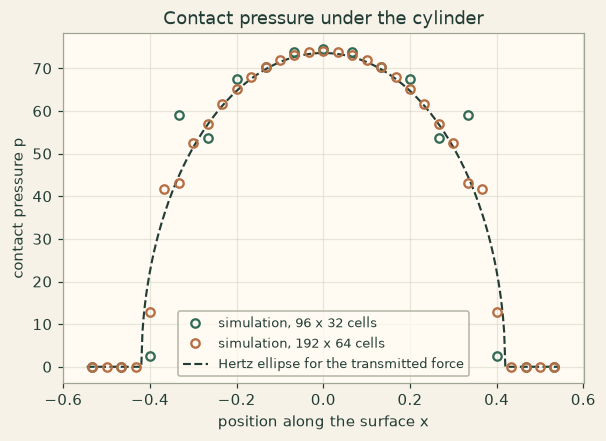 Contact pressure under the cylinder
contact pressure p
70
60
50
40
30
20
10
0
simulation, 96 x 32 cells
simulation, 192 x 64 cells
Hertz ellipse for the transmitted force
−0.6 −0.4 −0.2 0.0 0.2 0.4 0.6
position along the surface x